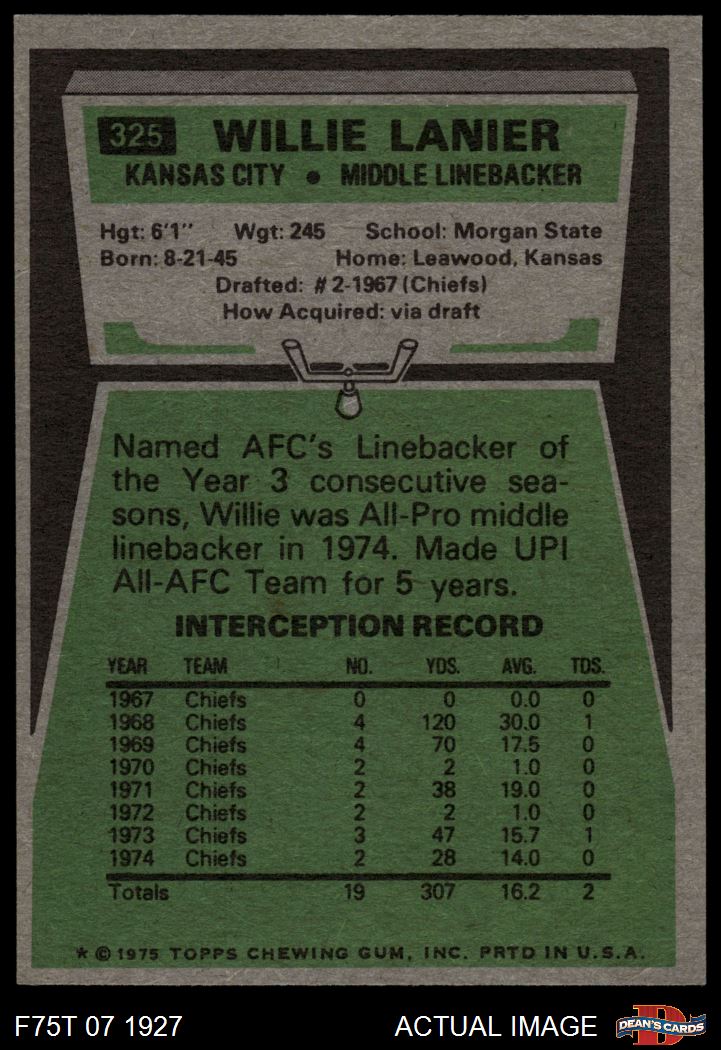 325 WILLIE LANIER
KANSAS CITY • MIDDLE LINEBACKER
Hgt: 6'1" Wgt: 245 School: Morgan State
Born: 8-21-45 Home: Leawood, Kansas
Drafted: #2-1967 (Chiefs)
How Acquired: via draft
Named AFC's Linebacker of
the Year 3 consecutive sea-
sons, Willie was All-Pro middle
linebacker in 1974. Made UPI
All-AFC Team for 5 years.
INTERCEPTION RECORD
YEAR TEAM NO. YDS. AVG. TDS.
1967 Chiefs 0 0 0.0 0
1968 Chiefs 4 120 30.0 1
1969 Chiefs 4 70 17.5 0
1970 Chiefs 2 2 1.0 0
1971 Chiefs 2 38 19.0 0
1972 Chiefs 2 2 1.0 0
1973 Chiefs 3 47 15.7 1
1974 Chiefs 2 28 14.0 0
Totals 19 307 16.2 2
* © 1975 TOPPS CHEWING GUM, INC. PRTD IN U.S.A.
F75T 07 1927 ACTUAL IMAGE D DEAN'S CARDS